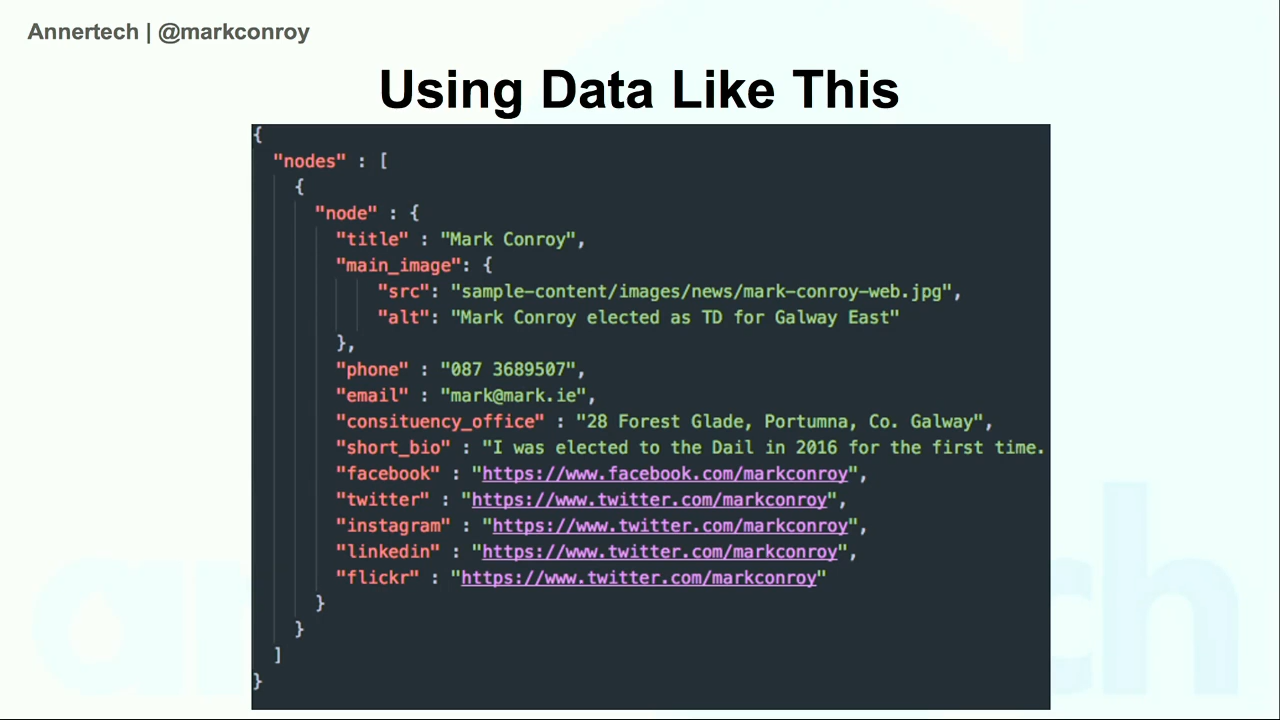 Annertech | @markconroy
Using Data Like This
{
"nodes" : [
{
"node" : {
"title" : "Mark Conroy",
"main_image": {
"src": "sample-content/images/news/mark-conroy-web.jpg",
"alt": "Mark Conroy elected as TD for Galway East"
},
"phone" : "087 3689507",
"email" : "mark@mark.ie",
"consituency_office" : "28 Forest Glade, Portumna, Co. Galway",
"short_bio" : "I was elected to the Dail in 2016 for the first time.
"facebook" : "https://www.facebook.com/markconroy",
"twitter" : "https://www.twitter.com/markconroy",
"instagram" : "https://www.twitter.com/markconroy",
"linkedin" : "https://www.twitter.com/markconroy",
"flickr" : "https://www.twitter.com/markconroy"
}
}
]
}